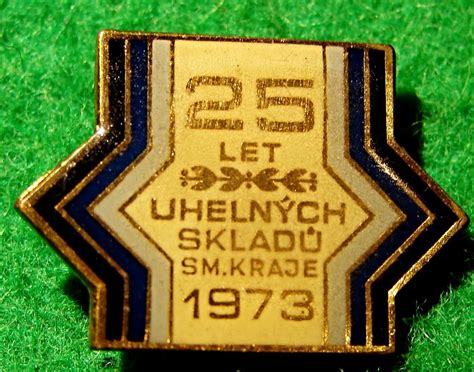 25
LET
UHELNÝCH
SKLADŮ
SM.KRAJE
1973